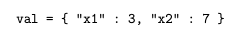 val = { "x1" : 3, "x2" : 7 }